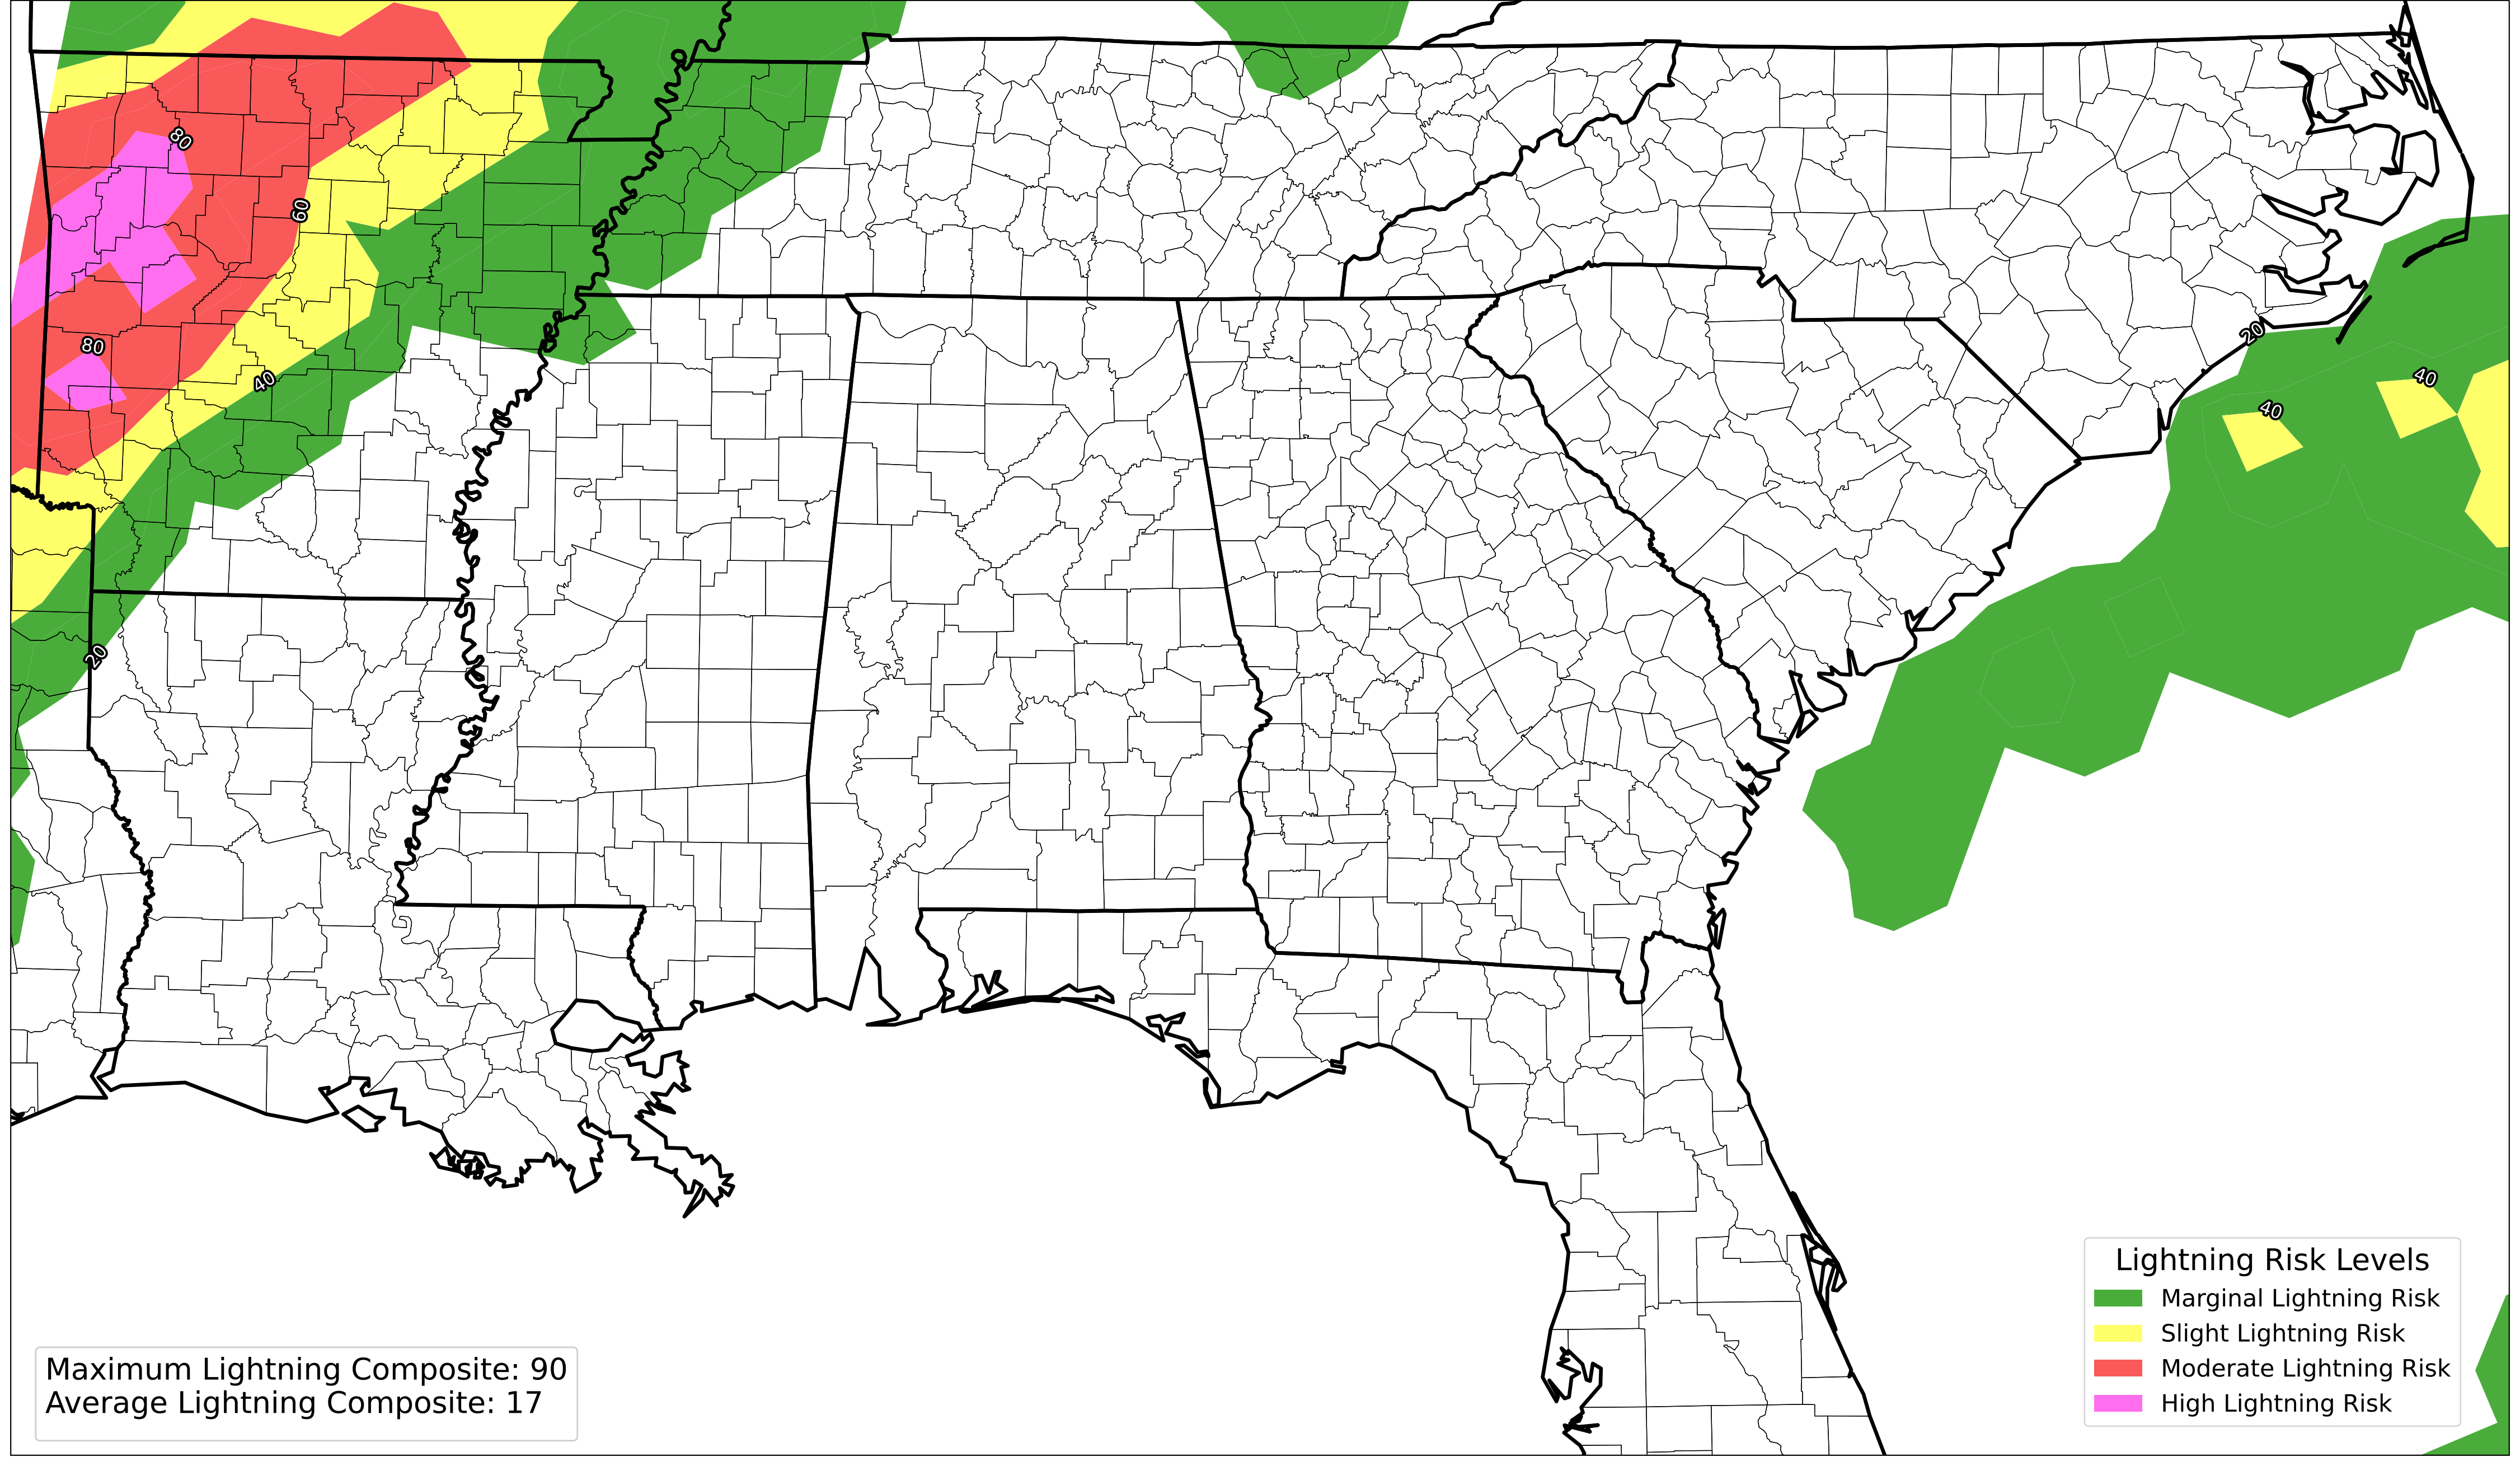 80
60
80
40
20
20
40
40
Lightning Risk Levels
Marginal Lightning Risk
Slight Lightning Risk
Moderate Lightning Risk
High Lightning Risk
Maximum Lightning Composite: 90
Average Lightning Composite: 17